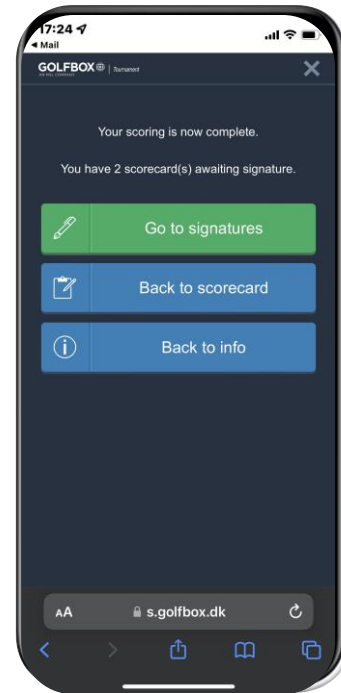 17:24
Mail
GOLFBOX | Tournament
Your scoring is now complete.
You have 2 scorecard(s) awaiting signature.
Go to signatures
Back to scorecard
Back to info
AA s.golfbox.dk